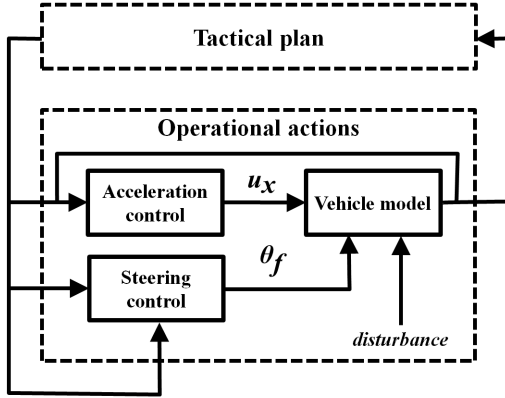 Tactical plan
Operational actions
Acceleration
control
u_x
Vehicle model
Steering
control
θ_f
disturbance